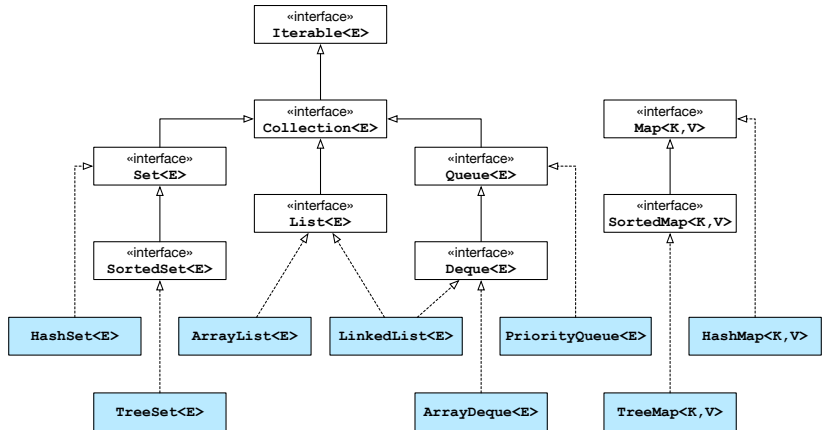 «interface»
Iterable<E>
«interface»
Collection<E>
«interface»
Map<K,V>
«interface»
Set<E>
«interface»
Queue<E>
«interface»
List<E>
«interface»
SortedMap<K,V>
«interface»
SortedSet<E>
«interface»
Deque<E>
HashSet<E>
ArrayList<E>
LinkedList<E>
PriorityQueue<E>
HashMap<K,V>
TreeSet<E>
ArrayDeque<E>
TreeMap<K,V>